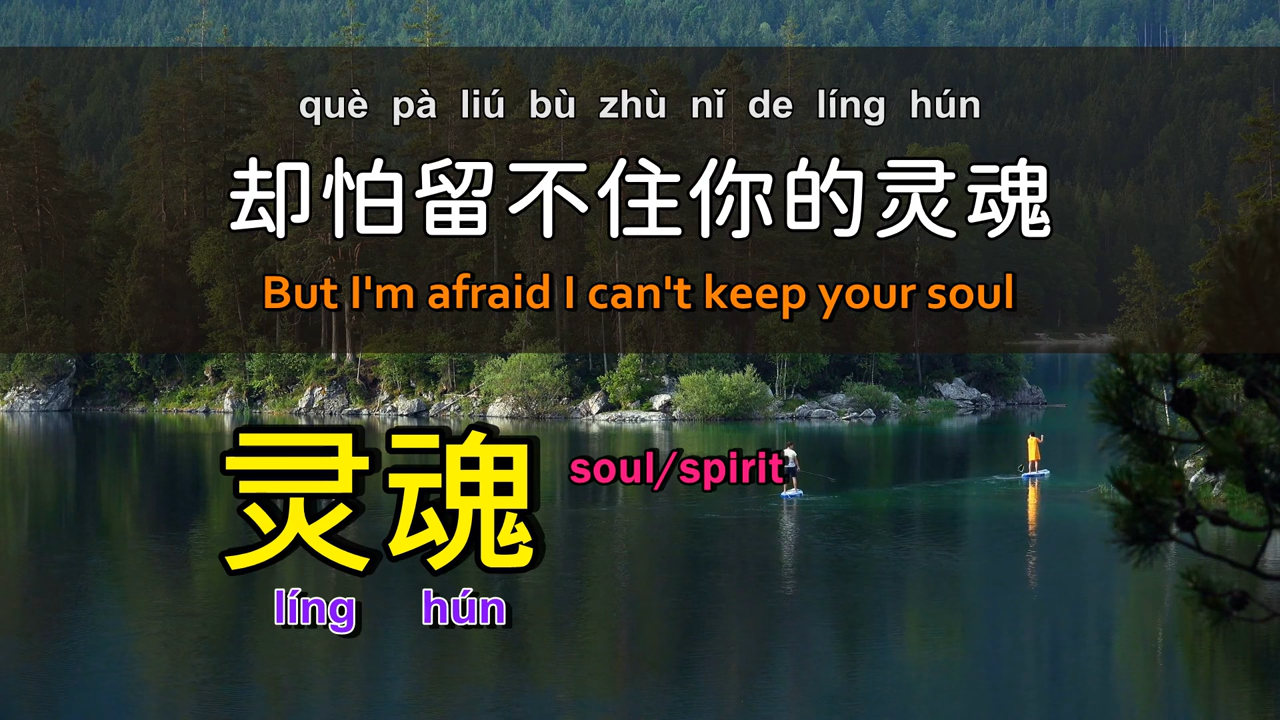 què pà liú bù zhù nǐ de líng hún
却怕留不住你的灵魂
But I'm afraid I can't keep your soul
灵魂 soul/spirit
líng hún